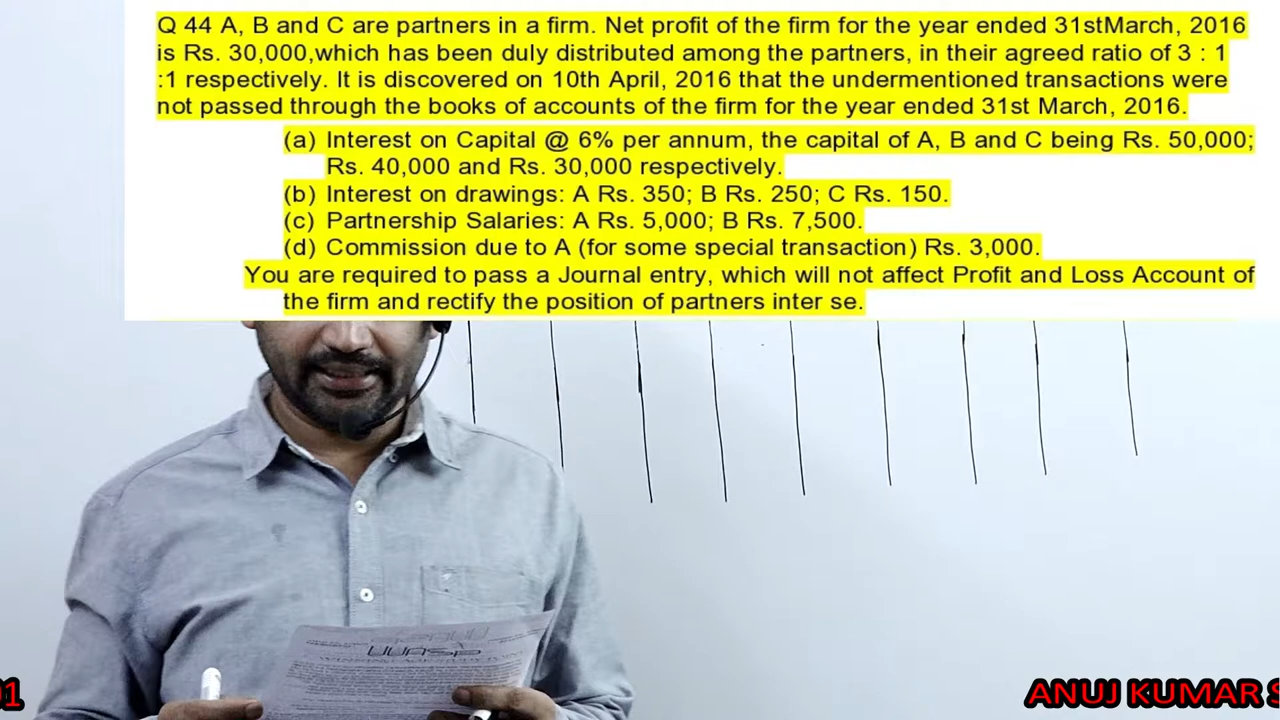 Q 44 A, B and C are partners in a firm. Net profit of the firm for the year ended 31stMarch, 2016
is Rs. 30,000,which has been duly distributed among the partners, in their agreed ratio of 3 : 1
:1 respectively. It is discovered on 10th April, 2016 that the undermentioned transactions were
not passed through the books of accounts of the firm for the year ended 31st March, 2016.
(a) Interest on Capital @ 6% per annum, the capital of A, B and C being Rs. 50,000;
Rs. 40,000 and Rs. 30,000 respectively.
(b) Interest on drawings: A Rs. 350; B Rs. 250; C Rs. 150.
(c) Partnership Salaries: A Rs. 5,000; B Rs. 7,500.
(d) Commission due to A (for some special transaction) Rs. 3,000.
You are required to pass a Journal entry, which will not affect Profit and Loss Account of
the firm and rectify the position of partners inter se.
01
ANUJ KUMAR S